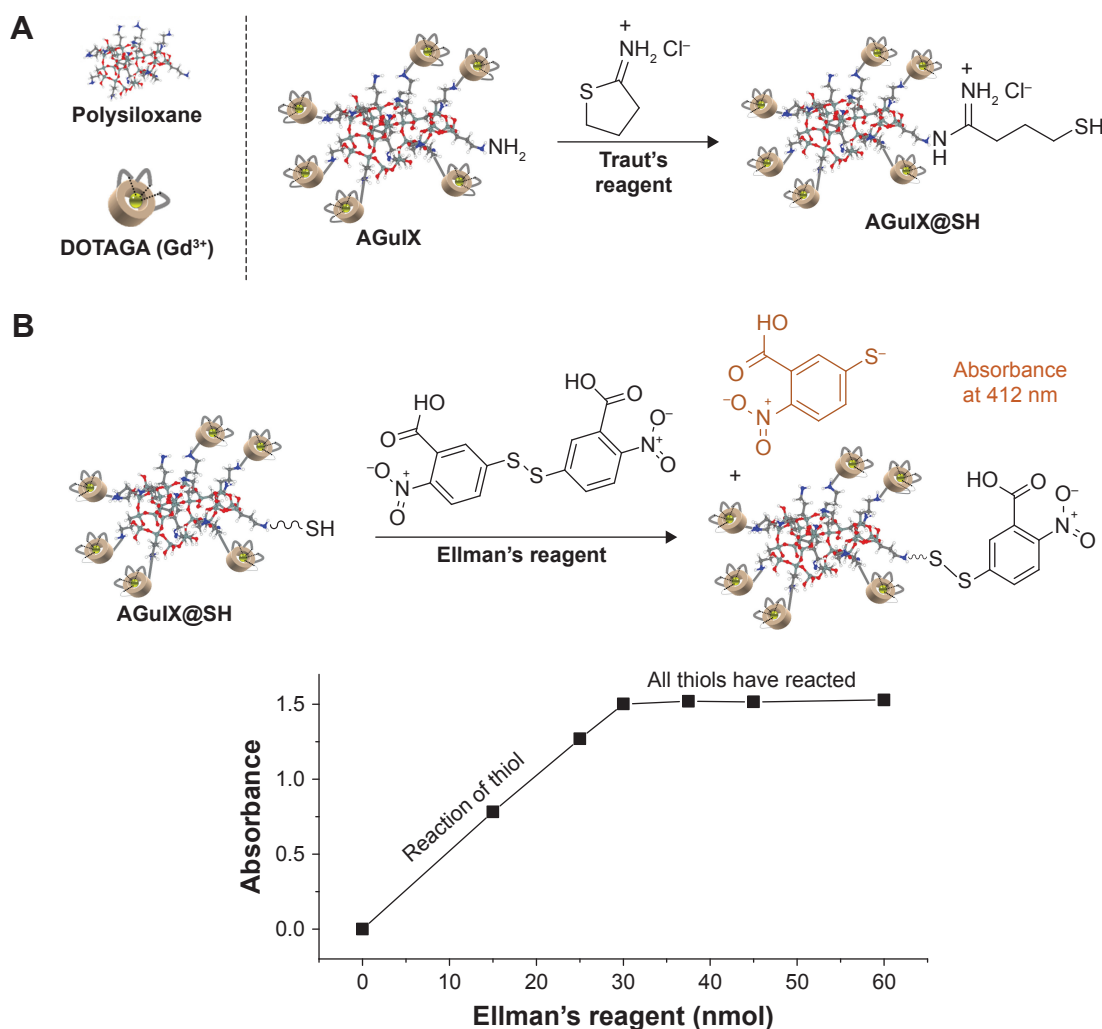 A
Polysiloxane
DOTAGA (Gd³⁺)
NH₂
AGuIX
+
NH₂ Cl⁻
S
Traut's
reagent
+
NH₂ Cl⁻
N
H
SH
AGuIX@SH
B
SH
AGuIX@SH
HO
O
⁻O
N⁺
O
S
S
HO
O
O⁻
N⁺
O
Ellman's reagent
HO
O
S⁻
⁻O
N⁺
O
Absorbance
at 412 nm
+
S
S
HO
O
O⁻
N⁺
O
All thiols have reacted
Reaction of thiol
1.5
1.0
0.5
0.0
Absorbance
0 10 20 30 40 50 60
Ellman's reagent (nmol)